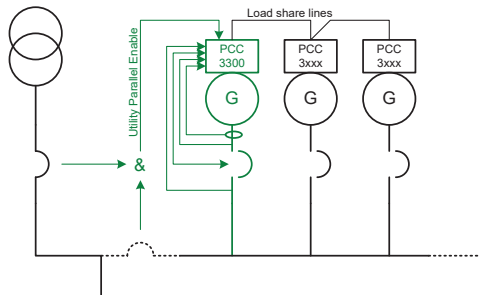 Load share lines
Utility Parallel Enable
PCC
3300
PCC
3xxx
PCC
3xxx
G
G
G
&